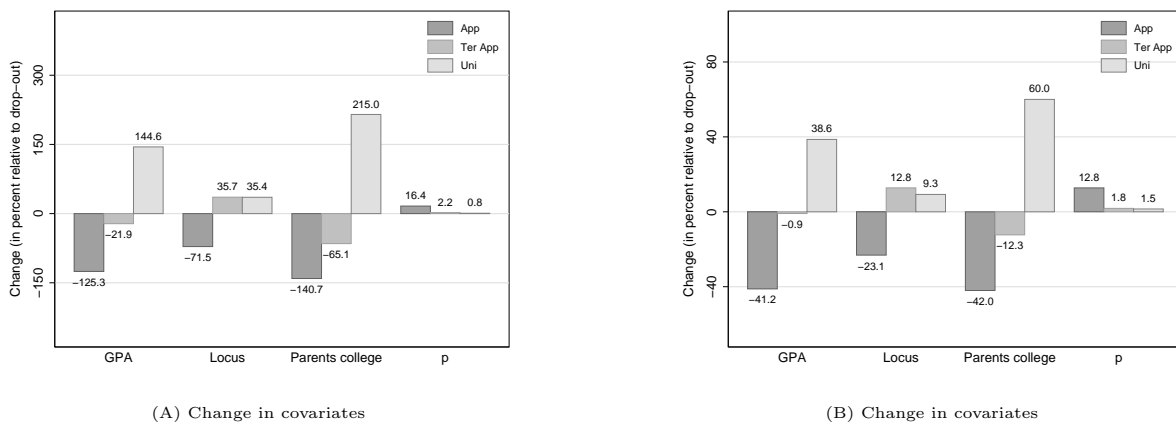 Change (in percent relative to drop−out)
App
Ter App
Uni
300
150
0
−150
−125.3
−21.9
144.6
−71.5
35.7
35.4
−140.7
−65.1
215.0
16.4
2.2
0.8
GPA
Locus
Parents college
p
(A) Change in covariates
Change (in percent relative to drop−out)
App
Ter App
Uni
80
40
0
−40
−41.2
−0.9
38.6
−23.1
12.8
9.3
−42.0
−12.3
60.0
12.8
1.8
1.5
GPA
Locus
Parents college
p
(B) Change in covariates